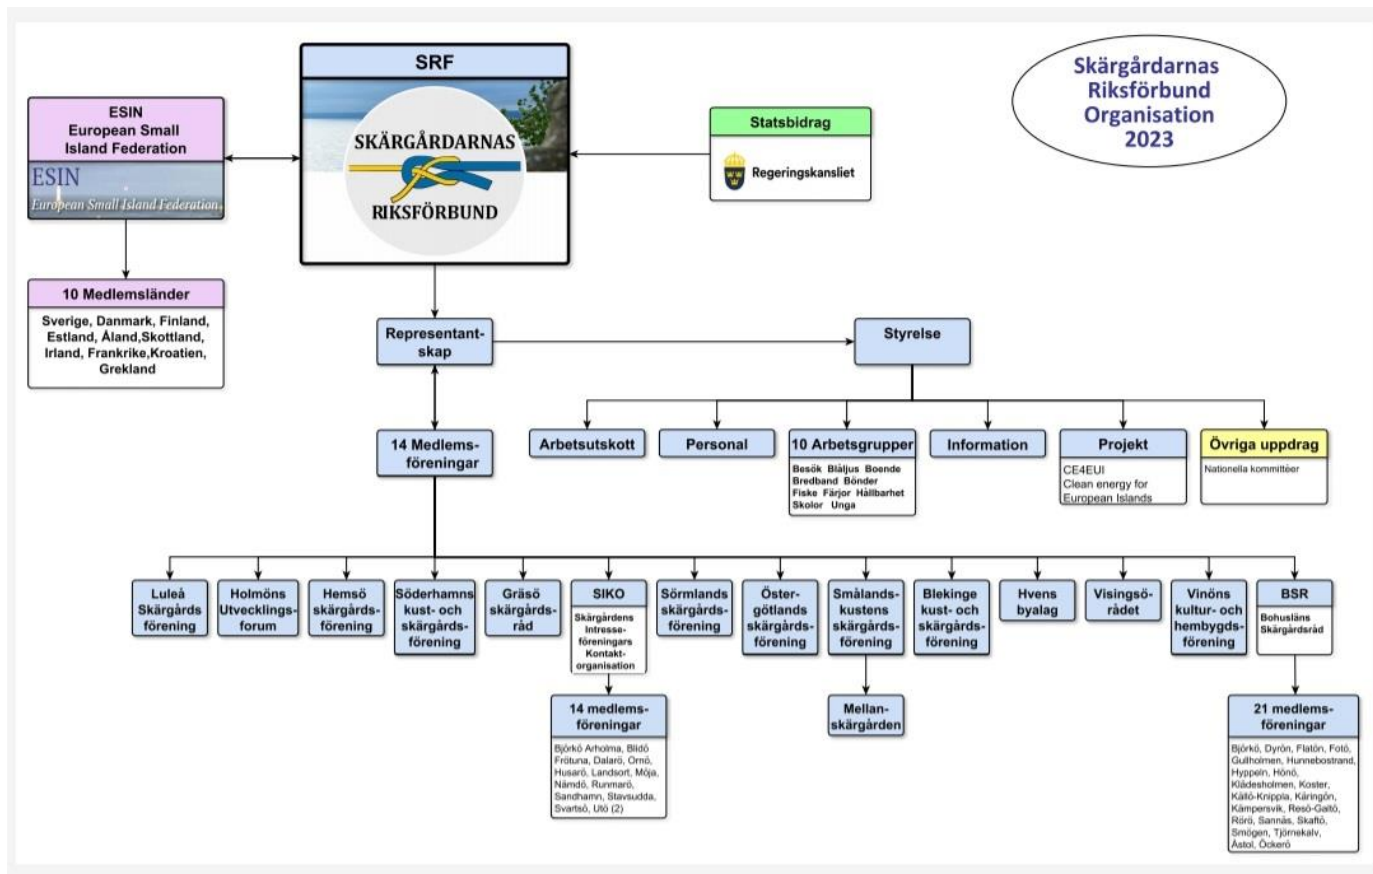 SRF
SKÄRGÅRDARNAS
RIKSFÖRBUND
Skärgårdarnas
Riksförbund
Organisation
2023
ESIN
European Small
Island Federation
ESIN
European Small Island Federation
Statsbidrag
Regeringskansliet
10 Medlemsländer
Sverige, Danmark, Finland,
Estland, Åland,Skottland,
Irland, Frankrike,Kroatien,
Grekland
Representant-
skap
Styrelse
14 Medlems-
föreningar
Arbetsutskott
Personal
10 Arbetsgrupper
Besök Blåljus Boende
Bredband Bönder
Fiske Färjor Hållbarhet
Skolor Unga
Information
Projekt
CE4EUI
Clean energy for
European Islands
Övriga uppdrag
Nationella kommittéer
Luleå
Skärgårds
förening
Holmöns
Utvecklings-
forum
Hemsö
skärgårds-
förening
Söderhamns
kust- och
skärgårds-
förening
Gräsö
skärgårds-
råd
SIKO
Skärgårdens
Intresse-
föreningars
Kontakt-
organisation
Sörmlands
skärgårds-
förening
Öster-
götlands
skärgårds-
förening
Smålands-
kustens
skärgårds-
förening
Blekinge
kust- och
skärgårds-
förening
Hvens
byalag
Visingsö-
rådet
Vinöns
kultur- och
hembygds-
förening
BSR
Bohusläns
Skärgårdsråd
14 medlems-
föreningar
Björkö Arholma, Blidö
Frötuna, Dalarö, Ornö,
Husarö, Landsort, Möja,
Nämdö, Runmarö,
Sandhamn, Stavsudda,
Svartsö, Utö (2)
Mellan-
skärgården
21 medlems-
föreningar
Björkö, Dyrön, Flatön, Fotö,
Gullholmen, Hunnebostrand,
Hyppeln, Hönö,
Klädesholmen, Koster,
Källö-Knippla, Käringön,
Kämpersvik, Resö-Galtö,
Rörö, Sannäs, Skaftö,
Smögen, Tjörnekalv,
Åstol, Öckerö